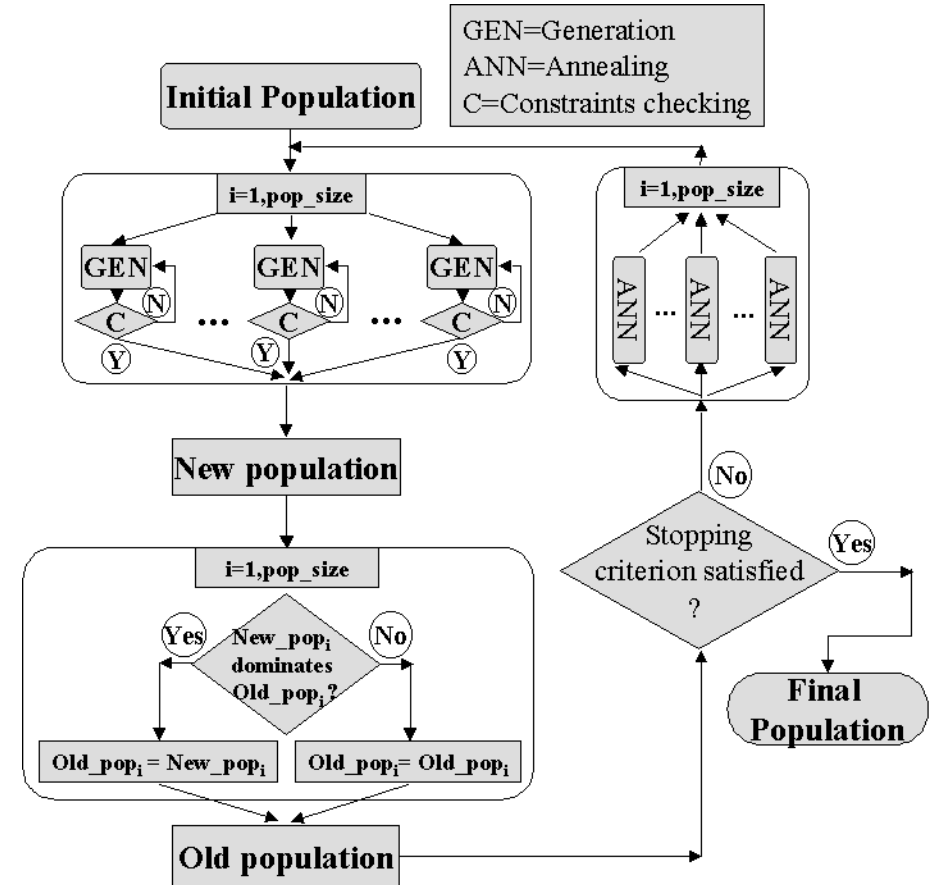 GEN=Generation
ANN=Annealing
C=Constraints checking
Initial Population
i=1,pop_size
i=1,pop_size
GEN
GEN
GEN
N
N
N
C
...
C
...
C
Y
Y
Y
ANN
...
ANN
...
ANN
New population
No
Stopping
criterion satisfied
?
Yes
i=1,pop_size
Yes
New_popi
dominates
Old_popi?
No
Old_popi = New_popi
Old_popi= Old_popi
Final
Population
Old population